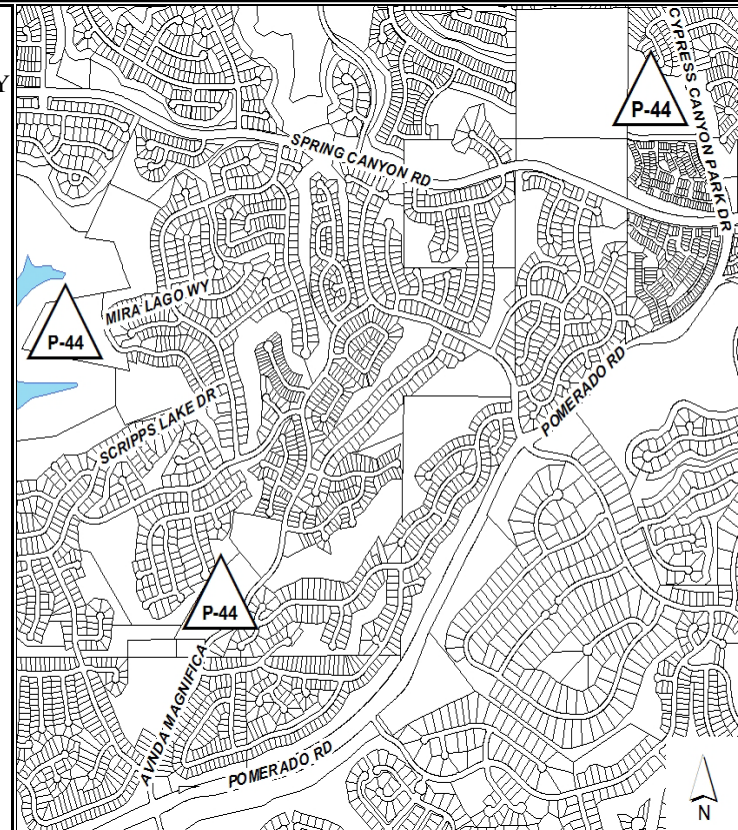 Y
CYPRESS CANYON PARK DR
P-44
SPRING CANYON RD
MIRA LAGO WY
P-44
POMERADO RD
SCRIPPS LAKE DR
P-44
AVNDA MAGNIFICA
POMERADO RD
N